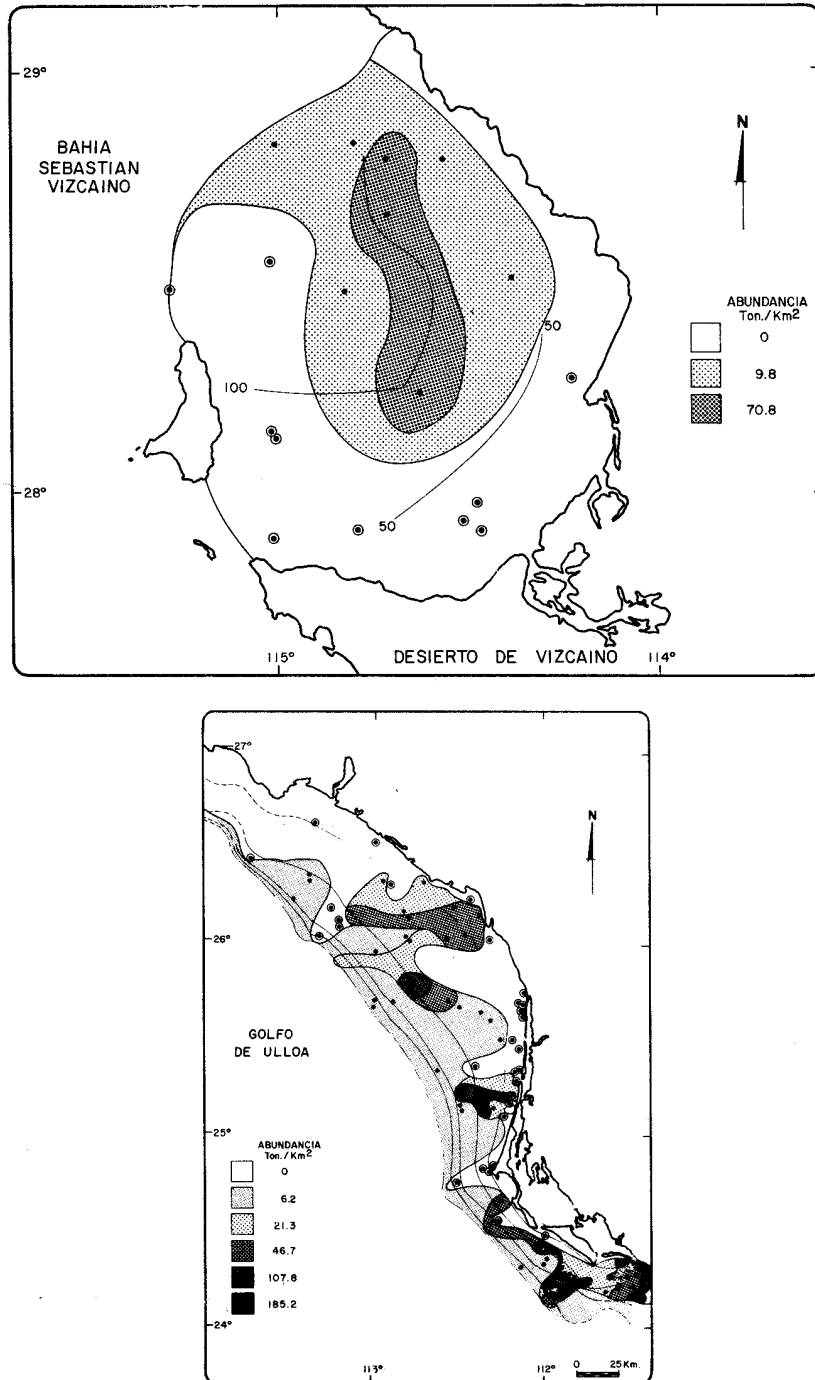 29°
BAHIA
SEBASTIAN
VIZCAINO
N
ABUNDANCIA
Ton./Km2
0
9.8
70.8
50
100
28°
50
115°
DESIERTO DE VIZCAINO
114°
27°
N
26°
GOLFO
DE ULLOA
25°
ABUNDANCIA
Ton./Km2
0
6.2
21.3
46.7
107.8
185.2
24°
113°
112°
0 25 Km.